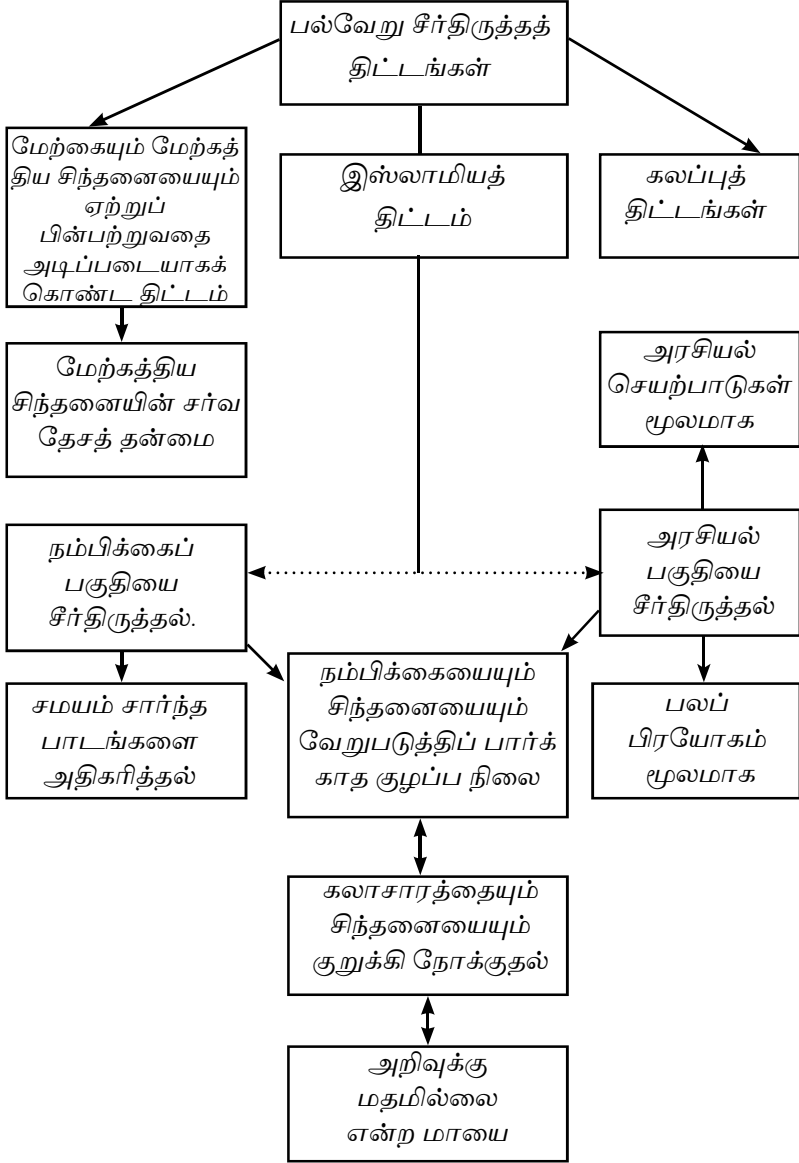 பல்வேறு சீர்திருத்தத்
திட்டங்கள்
மேற்கையும் மேற்கத்
திய சிந்தனையையும்
ஏற்றுப்
பின்பற்றுவதை
அடிப்படையாகக்
கொண்ட திட்டம்
இஸ்லாமியத்
திட்டம்
கலப்புத்
திட்டங்கள்
மேற்கத்திய
சிந்தனையின் சர்வ
தேசத் தன்மை
அரசியல்
செயற்பாடுகள்
மூலமாக
நம்பிக்கைப்
பகுதியை
சீர்திருத்தல்.
அரசியல்
பகுதியை
சீர்திருத்தல்
சமயம் சார்ந்த
பாடங்களை
அதிகரித்தல்
நம்பிக்கையையும்
சிந்தனையையும்
வேறுபடுத்திப் பார்க்
காத குழப்ப நிலை
பலப்
பிரயோகம்
மூலமாக
கலாசாரத்தையும்
சிந்தனையையும்
குறுக்கி நோக்குதல்
அறிவுக்கு
மதமில்லை
என்ற மாயை